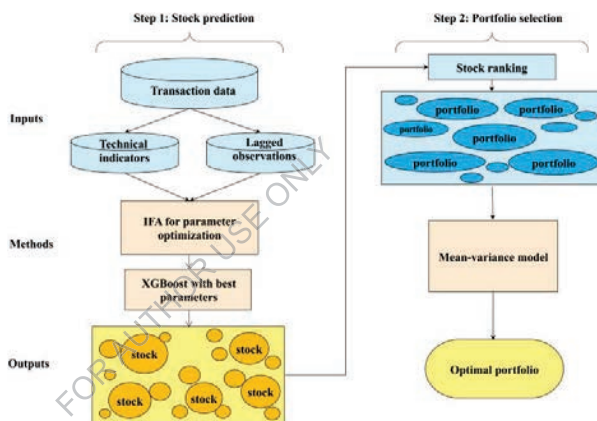 Step 1: Stock prediction
Step 2: Portfolio selection
Inputs
Methods
Outputs
Transaction data
Technical
indicators
Lagged
observations
IFA for parameter
optimization
XGBoost with best
parameters
stock
stock
stock
stock
stock
Stock ranking
portfolio
portfolio
portfolio
portfolio
portfolio
portfolio
Mean-variance model
Optimal portfolio
FOR AUTHOR USE ONLY